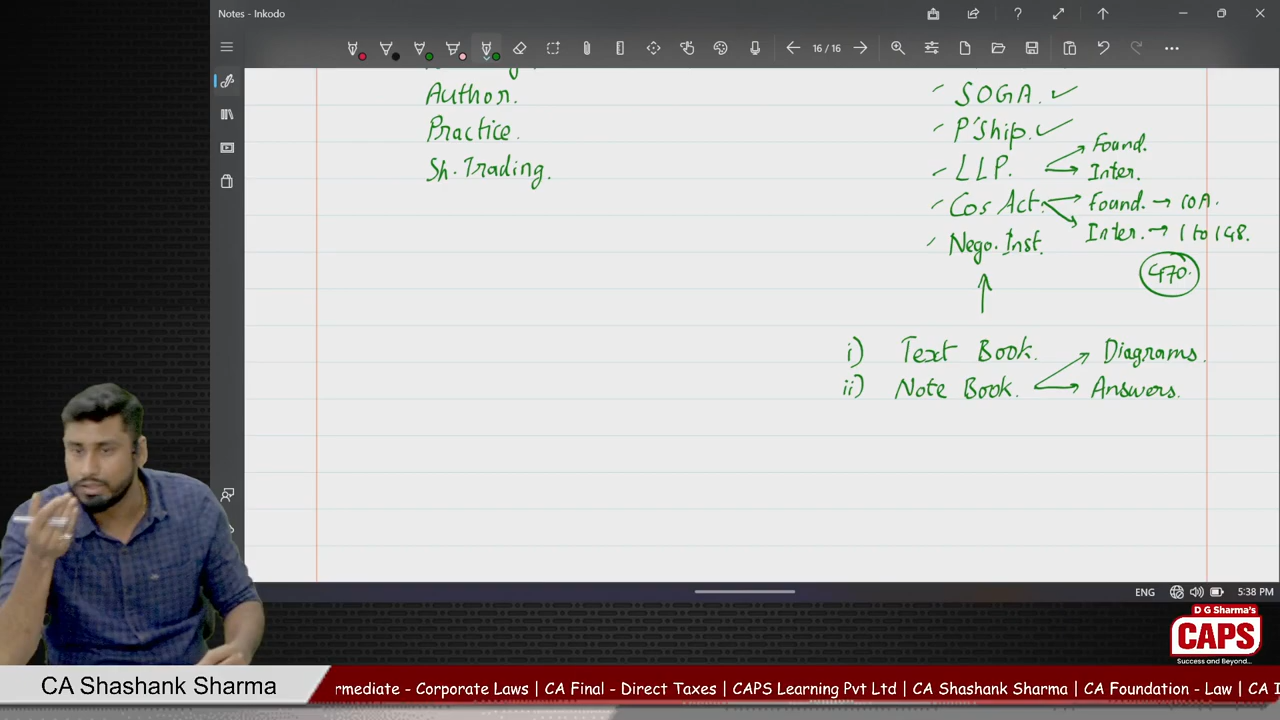 Notes - Inkodo
16 / 16
Author.
Practice.
Sh. Trading.
SOGA. ✓
P'Ship. ✓
LLP. Found.
Inter.
Cos Act. Found. → COA.
Inter. → 1 to 148.
Nego. Inst.
470.
i) Text Book. Diagrams.
ii) Note Book. Answers.
ENG
5:38 PM
D G Sharma's
CAPS
Success and Beyond...
CA Shashank Sharma
rmediate - Corporate Laws | CA Final - Direct Taxes | CAPS Learning Pvt Ltd | CA Shashank Sharma | CA Foundation - Law | CA I